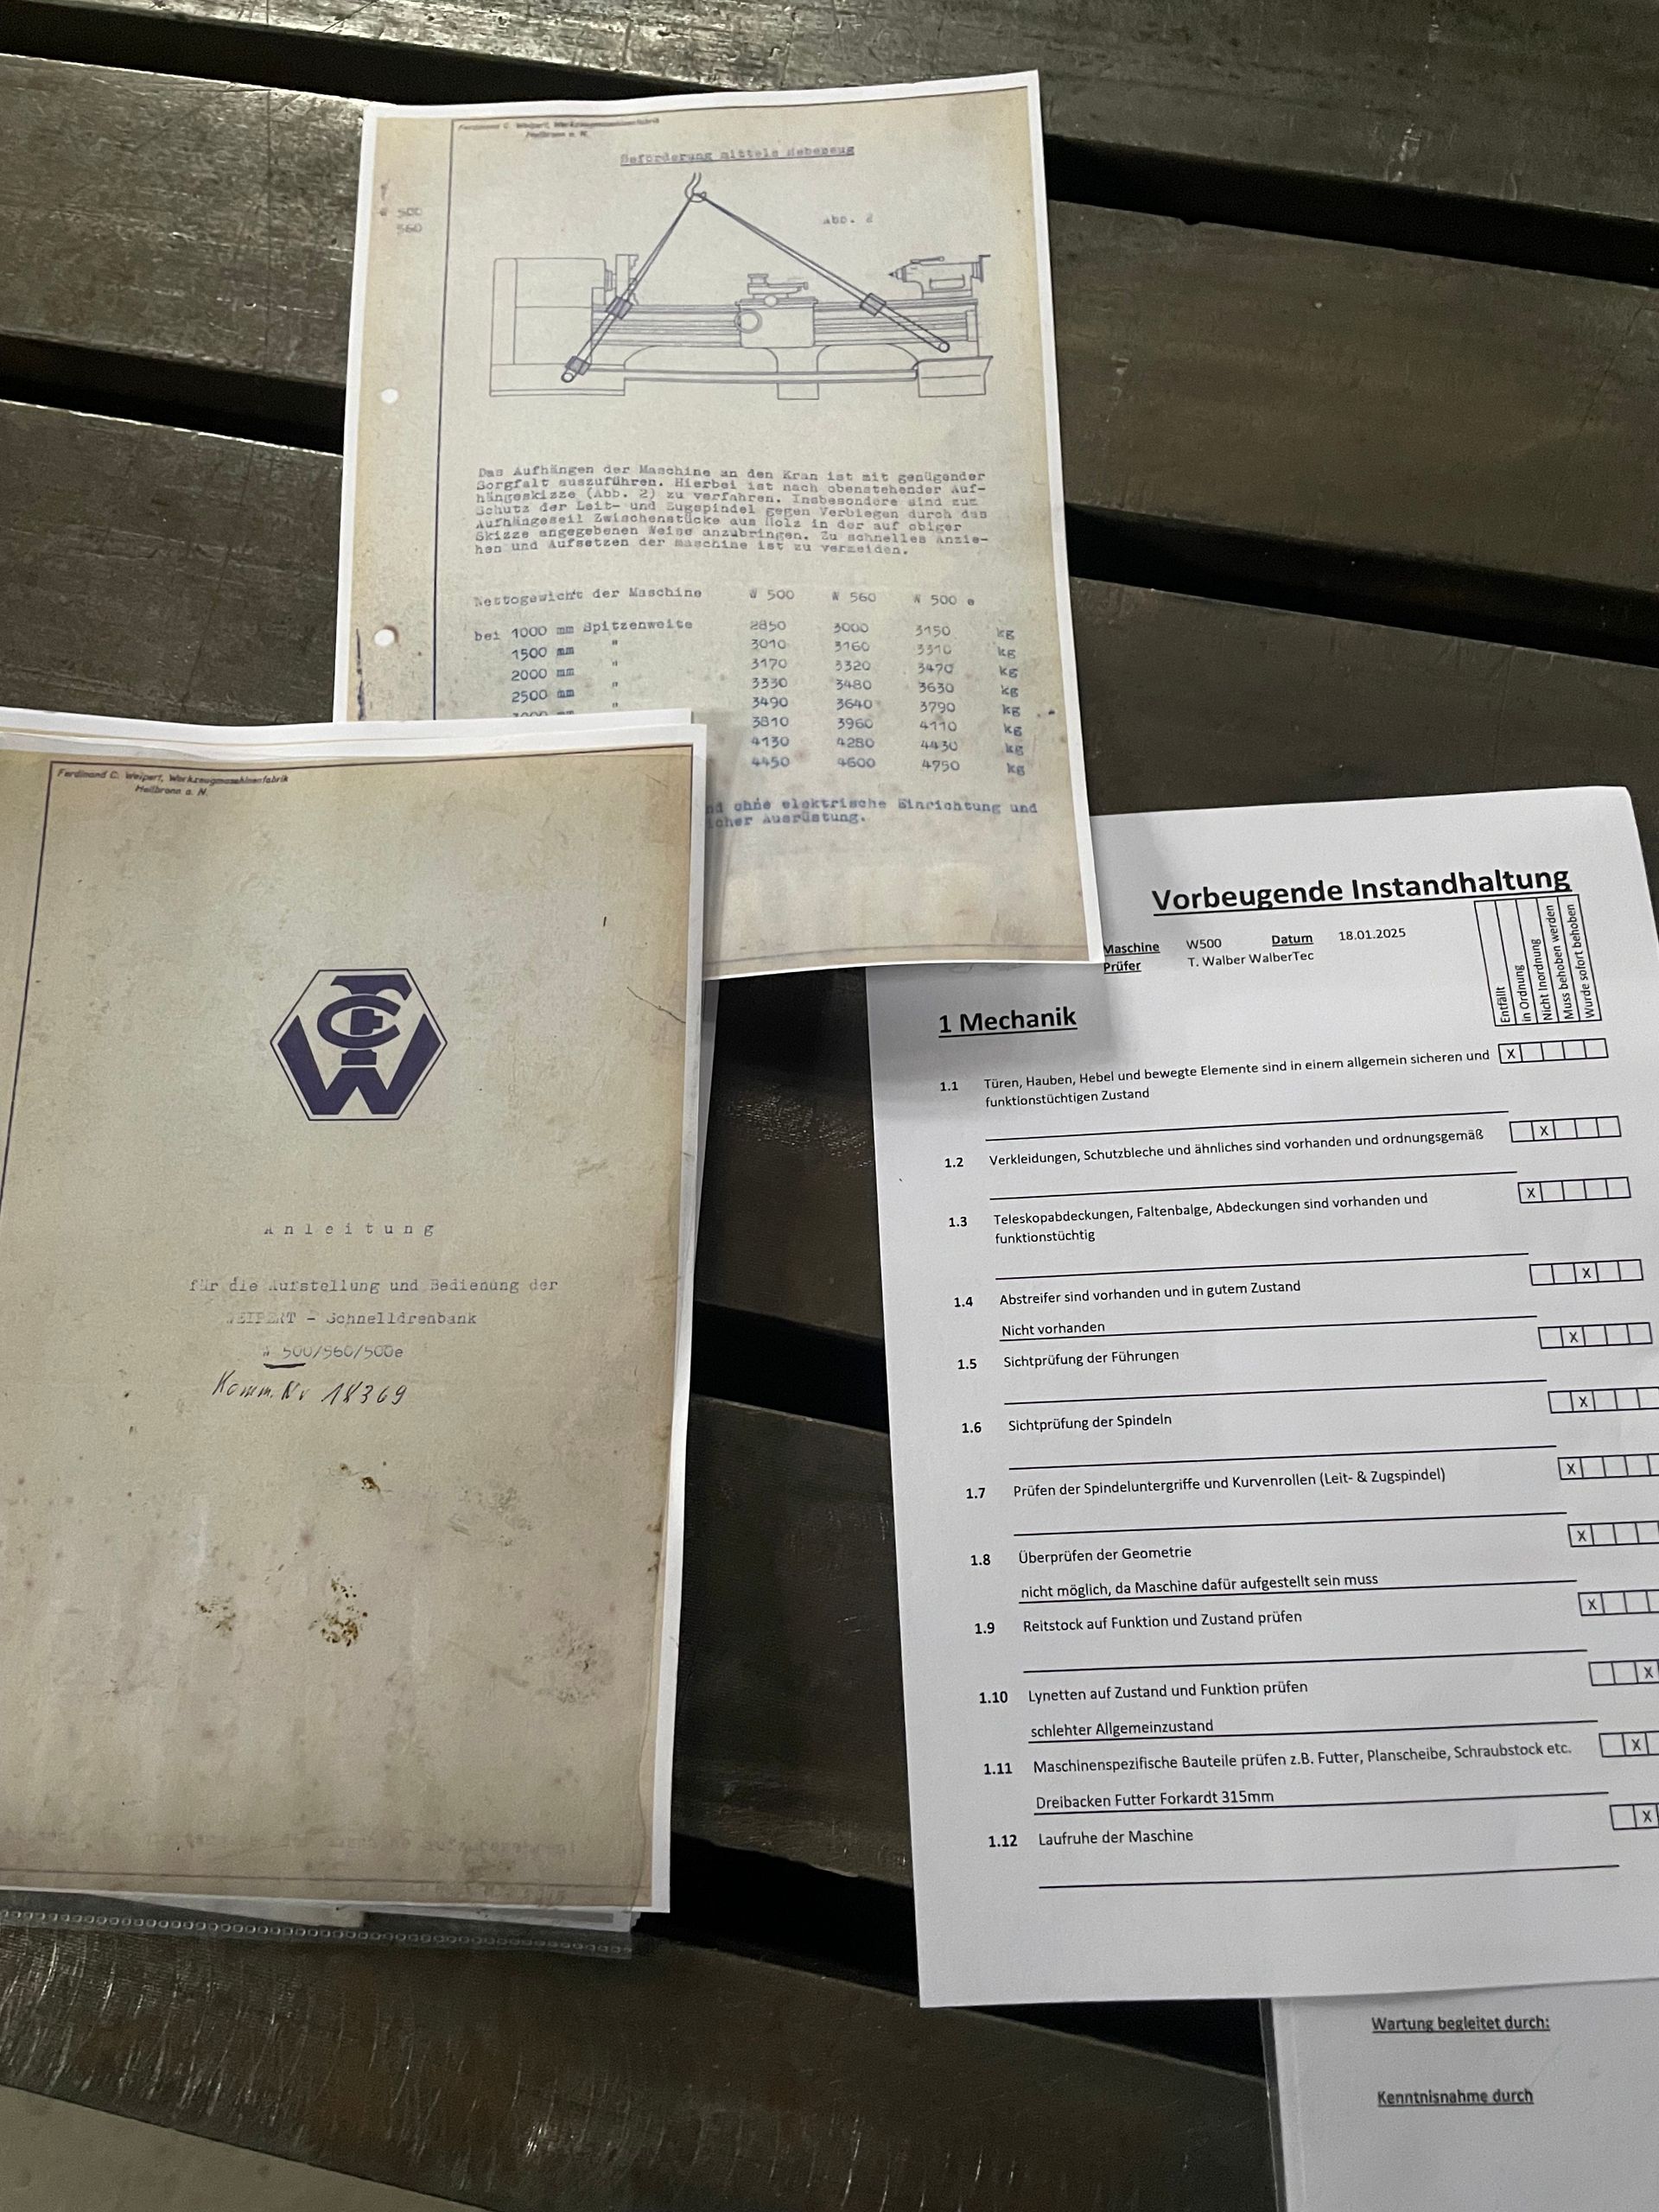 Ferdinand C. Weipert, Werkzeugmaschinenfabrik
Heilbronn a. N.
Beförderung mittels Hebezeug
W 500
560
Abb. 2
Das Aufhängen der Maschine an den Kran ist mit genügender
Sorgfalt auszuführen. Hierbei ist nach obenstehender Auf-
hängeskizze (Abb. 2) zu verfahren. Insbesondere sind zum
Schutz der Leit- und Zugspindel gegen Verbiegen durch das
Aufhängeseil Zwischenstücke aus Holz in der auf obiger
Skizze angegebenen Weise anzubringen. Zu schnelles Anzie-
hen und Aufsetzen der Maschine ist zu vermeiden.
Nettogewicht der Maschine W 500 W 560 W 500 e
bei 1000 mm Spitzenweite 2850 3000 3150 kg
1500 mm " 3010 3160 3310 kg
2000 mm " 3170 3320 3470 kg
2500 mm " 3330 3480 3630 kg
3000 mm " 3490 3640 3790 kg
3810 3960 4110 kg
4130 4280 4430 kg
4450 4600 4750 kg
nd ohne elektrische Einrichtung und
icher Ausrüstung.
Ferdinand C. Weipert, Werkzeugmaschinenfabrik
Heilbronn a. N.
FCW
Anleitung
für die Aufstellung und Bedienung der
WEIPERT - Schnelldrehbank
W 500/560/500e
Komm. Nr 18369
Vorbeugende Instandhaltung
Maschine W500 Datum 18.01.2025
Prüfer T. Walber WalberTec
Entfällt
in Ordnung
Nicht Inordnung
Muss behoben werden
Wurde sofort behoben
1 Mechanik
1.1 Türen, Hauben, Hebel und bewegte Elemente sind in einem allgemein sicheren und X
funktionstüchtigen Zustand
1.2 Verkleidungen, Schutzbleche und ähnliches sind vorhanden und ordnungsgemäß X
1.3 Teleskopabdeckungen, Faltenbalge, Abdeckungen sind vorhanden und X
funktionstüchtig
1.4 Abstreifer sind vorhanden und in gutem Zustand X
Nicht vorhanden
1.5 Sichtprüfung der Führungen X
1.6 Sichtprüfung der Spindeln X
1.7 Prüfen der Spindeluntergriffe und Kurvenrollen (Leit- & Zugspindel) X
1.8 Überprüfen der Geometrie X
nicht möglich, da Maschine dafür aufgestellt sein muss
1.9 Reitstock auf Funktion und Zustand prüfen X
1.10 Lynetten auf Zustand und Funktion prüfen X
schlehter Allgemeinzustand
1.11 Maschinenspezifische Bauteile prüfen z.B. Futter, Planscheibe, Schraubstock etc. X
Dreibacken Futter Forkardt 315mm
1.12 Laufruhe der Maschine X
Wartung begleitet durch:
Kenntnisnahme durch